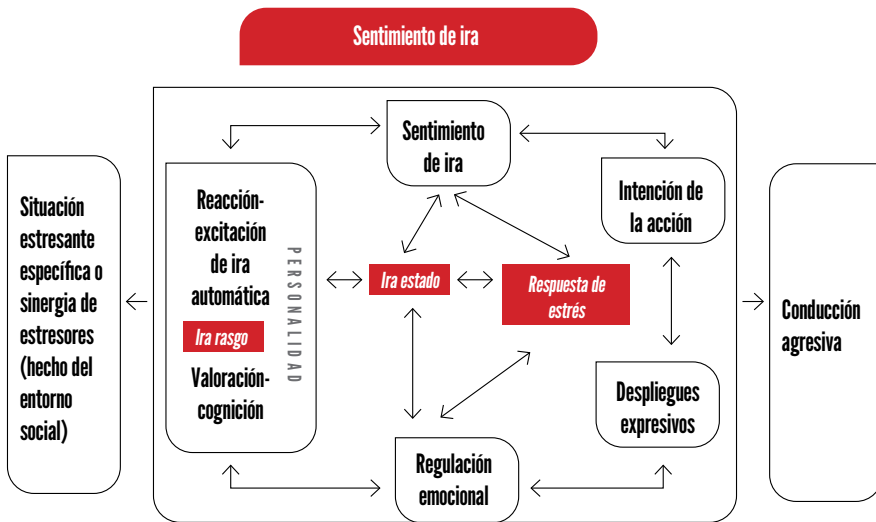 Sentimiento de ira
Situación
estresante
específica o
sinergia de
estresores
(hecho del
entorno
social)
Reacción-
excitación
de ira
automática
Ira rasgo
Valoración-
cognición
PERSONALIDAD
Sentimiento
de ira
Ira estado
Respuesta de
estrés
Regulación
emocional
Intención de
la acción
Despliegues
expresivos
Conducción
agresiva